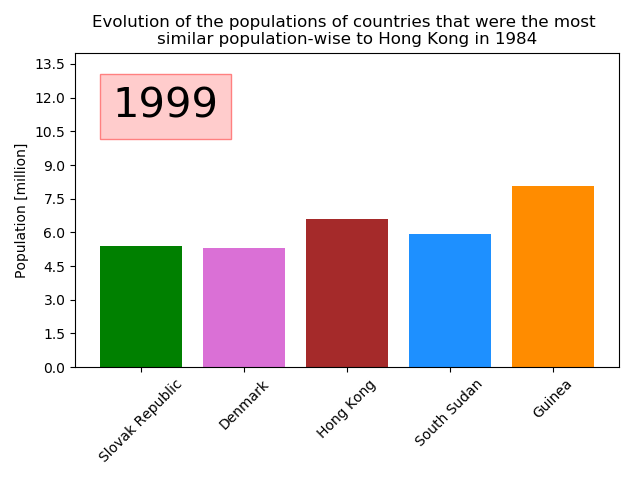 Evolution of the populations of countries that were the most
similar population-wise to Hong Kong in 1984
1999
Population [million]
13.5
12.0
10.5
9.0
7.5
6.0
4.5
3.0
1.5
0.0
Slovak Republic
Denmark
Hong Kong
South Sudan
Guinea